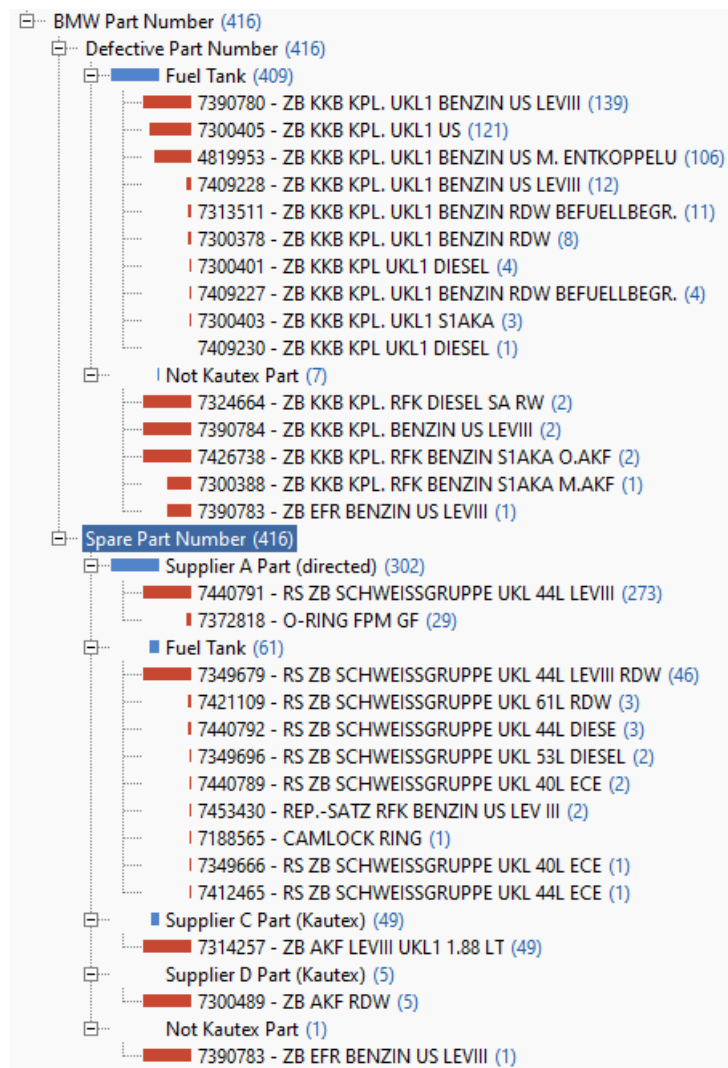 BMW Part Number (416)
Defective Part Number (416)
Fuel Tank (409)
7390780 - ZB KKB KPL. UKL1 BENZIN US LEVIII (139)
7300405 - ZB KKB KPL. UKL1 US (121)
4819953 - ZB KKB KPL. UKL1 BENZIN US M. ENTKOPPELU (106)
7409228 - ZB KKB KPL. UKL1 BENZIN US LEVIII (12)
7313511 - ZB KKB KPL. UKL1 BENZIN RDW BEFUELLBEGR. (11)
7300378 - ZB KKB KPL. UKL1 BENZIN RDW (8)
7300401 - ZB KKB KPL UKL1 DIESEL (4)
7409227 - ZB KKB KPL. UKL1 BENZIN RDW BEFUELLBEGR. (4)
7300403 - ZB KKB KPL. UKL1 S1AKA (3)
7409230 - ZB KKB KPL UKL1 DIESEL (1)
Not Kautex Part (7)
7324664 - ZB KKB KPL. RFK DIESEL SA RW (2)
7390784 - ZB KKB KPL. BENZIN US LEVIII (2)
7426738 - ZB KKB KPL. RFK BENZIN S1AKA O.AKF (2)
7300388 - ZB KKB KPL. RFK BENZIN S1AKA M.AKF (1)
7390783 - ZB EFR BENZIN US LEVIII (1)
Spare Part Number (416)
Supplier A Part (directed) (302)
7440791 - RS ZB SCHWEISSGRUPPE UKL 44L LEVIII (273)
7372818 - O-RING FPM GF (29)
Fuel Tank (61)
7349679 - RS ZB SCHWEISSGRUPPE UKL 44L LEVIII RDW (46)
7421109 - RS ZB SCHWEISSGRUPPE UKL 61L RDW (3)
7440792 - RS ZB SCHWEISSGRUPPE UKL 44L DIESE (3)
7349696 - RS ZB SCHWEISSGRUPPE UKL 53L DIESEL (2)
7440789 - RS ZB SCHWEISSGRUPPE UKL 40L ECE (2)
7453430 - REP.-SATZ RFK BENZIN US LEV III (2)
7188565 - CAMLOCK RING (1)
7349666 - RS ZB SCHWEISSGRUPPE UKL 40L ECE (1)
7412465 - RS ZB SCHWEISSGRUPPE UKL 44L ECE (1)
Supplier C Part (Kautex) (49)
7314257 - ZB AKF LEVIII UKL1 1.88 LT (49)
Supplier D Part (Kautex) (5)
7300489 - ZB AKF RDW (5)
Not Kautex Part (1)
7390783 - ZB EFR BENZIN US LEVIII (1)